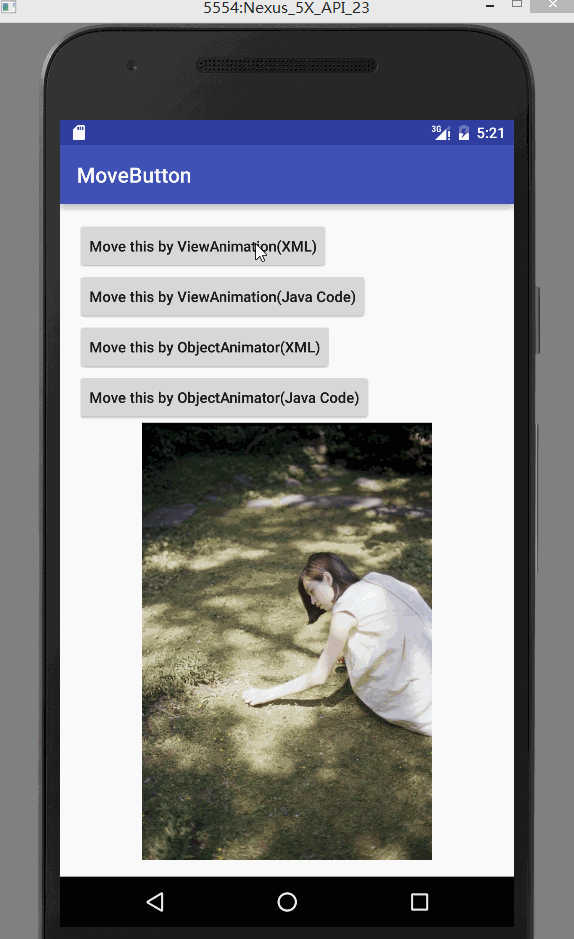 5554:Nexus_5X_API_23
3G 5:21
MoveButton
Move this by ViewAnimation(XML)
Move this by ViewAnimation(Java Code)
Move this by ObjectAnimator(XML)
Move this by ObjectAnimator(Java Code)